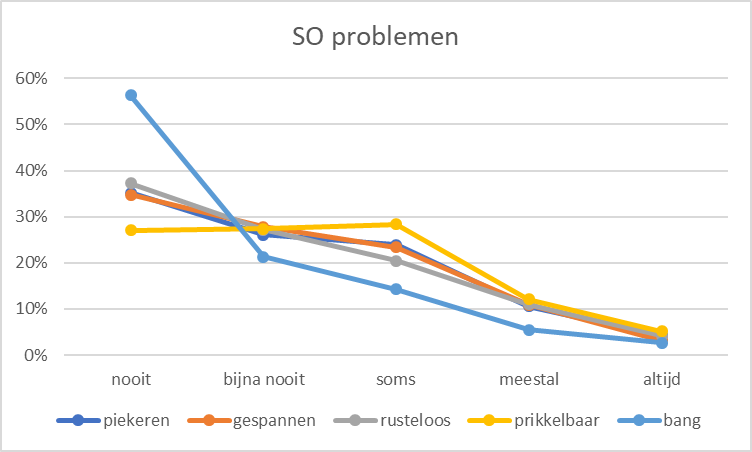 SO problemen
60%
50%
40%
30%
20%
10%
0%
nooit bijna nooit soms meestal altijd
piekeren gespannen rusteloos prikkelbaar bang